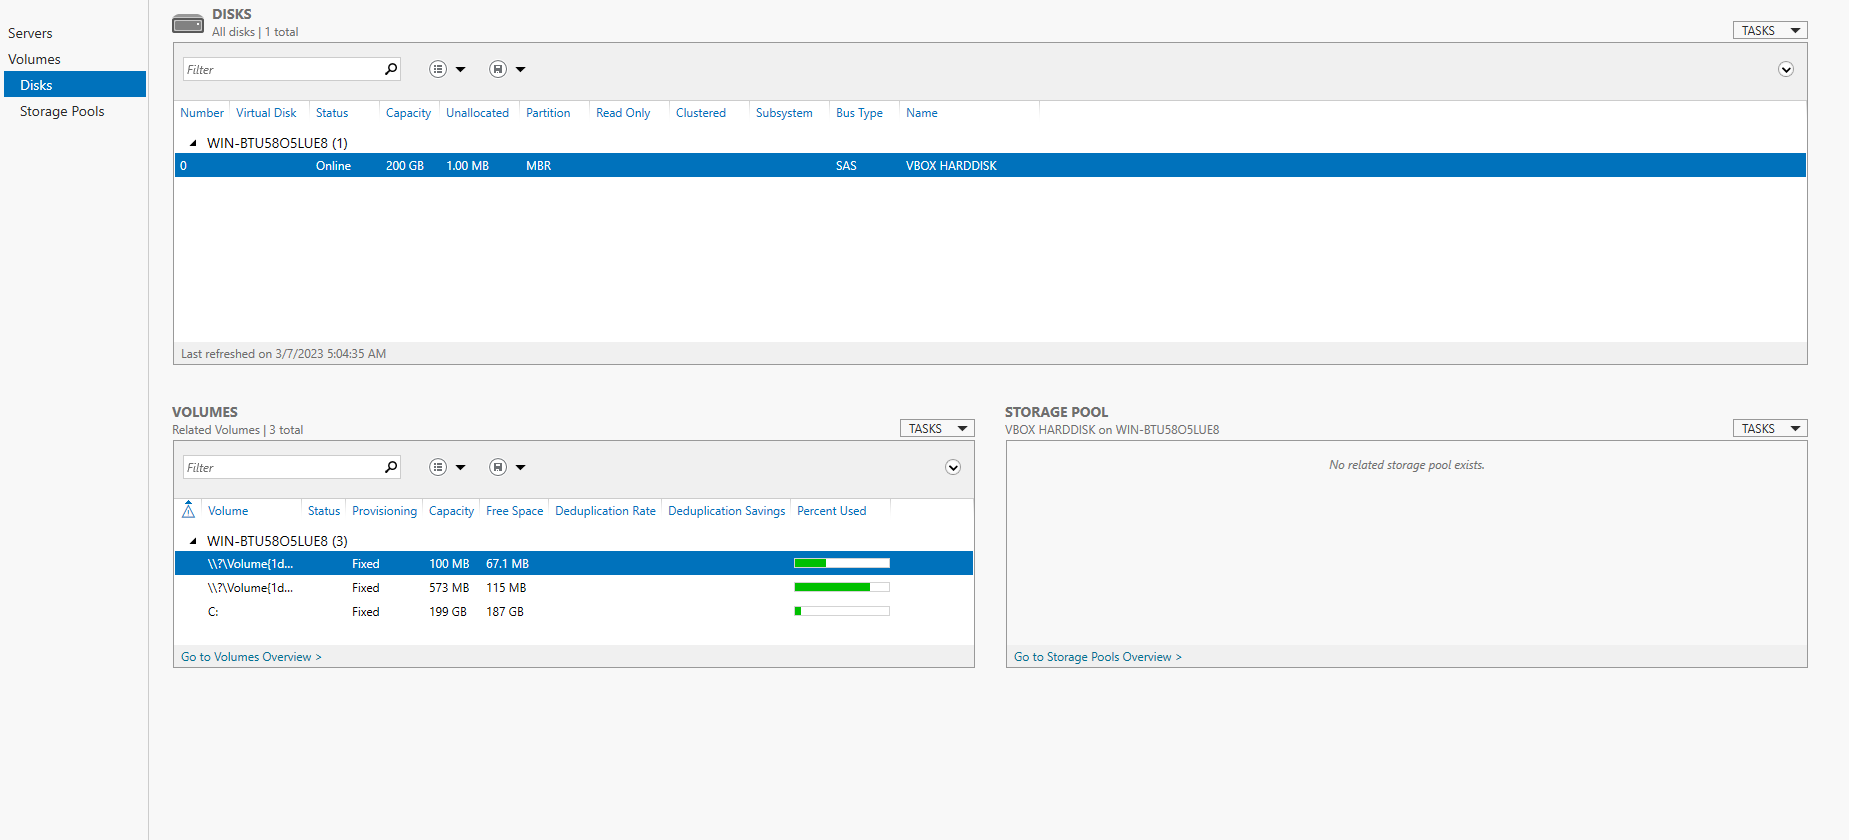 Servers
Volumes
Disks
Storage Pools
DISKS
All disks | 1 total
TASKS
Filter
Number Virtual Disk Status Capacity Unallocated Partition Read Only Clustered Subsystem Bus Type Name
WIN-BTU58O5LUE8 (1)
0 Online 200 GB 1.00 MB MBR SAS VBOX HARDDISK
Last refreshed on 3/7/2023 5:04:35 AM
VOLUMES
Related Volumes | 3 total
TASKS
Filter
Volume Status Provisioning Capacity Free Space Deduplication Rate Deduplication Savings Percent Used
WIN-BTU58O5LUE8 (3)
\\?\Volume{1d... Fixed 100 MB 67.1 MB
\\?\Volume{1d... Fixed 573 MB 115 MB
C: Fixed 199 GB 187 GB
Go to Volumes Overview >
STORAGE POOL
VBOX HARDDISK on WIN-BTU58O5LUE8
TASKS
No related storage pool exists.
Go to Storage Pools Overview >